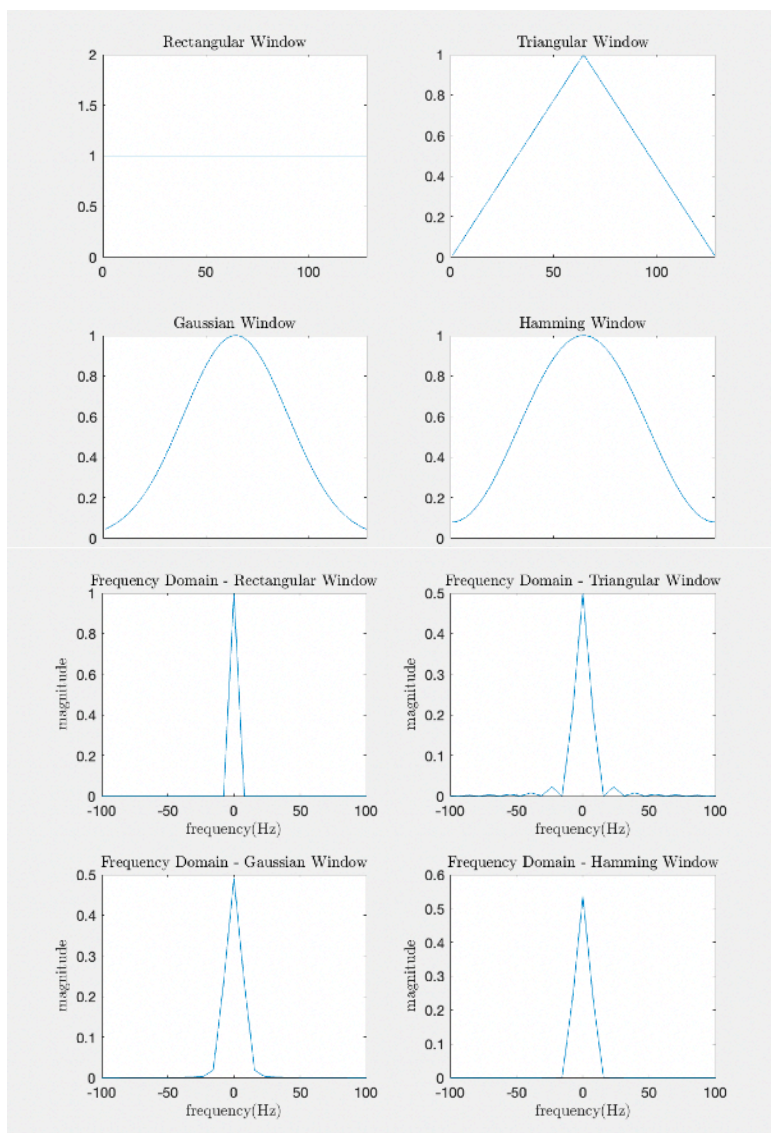 Rectangular Window
2
1.5
1
0.5
0
0 50 100
Triangular Window
1
0.8
0.6
0.4
0.2
0
50 100
Gaussian Window
1
0.8
0.6
0.4
0.2
0
Hamming Window
1
0.8
0.6
0.4
0.2
0
Frequency Domain - Rectangular Window
1
0.8
0.6
0.4
0.2
0
magnitude
-100 -50 0 50 100
frequency(Hz)
Frequency Domain - Triangular Window
0.5
0.4
0.3
0.2
0.1
0
magnitude
-100 -50 0 50 100
frequency(Hz)
Frequency Domain - Gaussian Window
0.5
0.4
0.3
0.2
0.1
0
magnitude
-100 -50 0 50 100
frequency(Hz)
Frequency Domain - Hamming Window
0.6
0.5
0.4
0.3
0.2
0.1
0
magnitude
-100 -50 0 50 100
frequency(Hz)